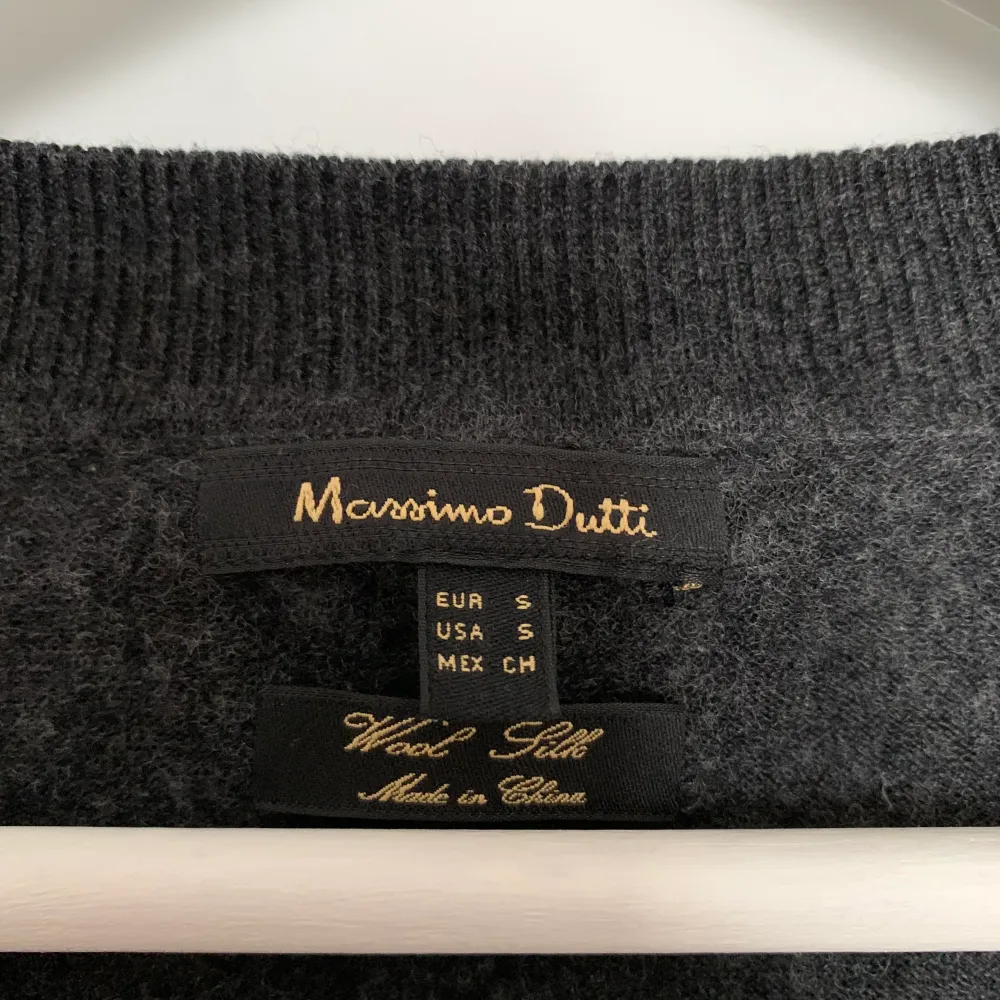 Massimo Dutti
EUR S
USA S
MEX CH
Wool Silk
Made in China